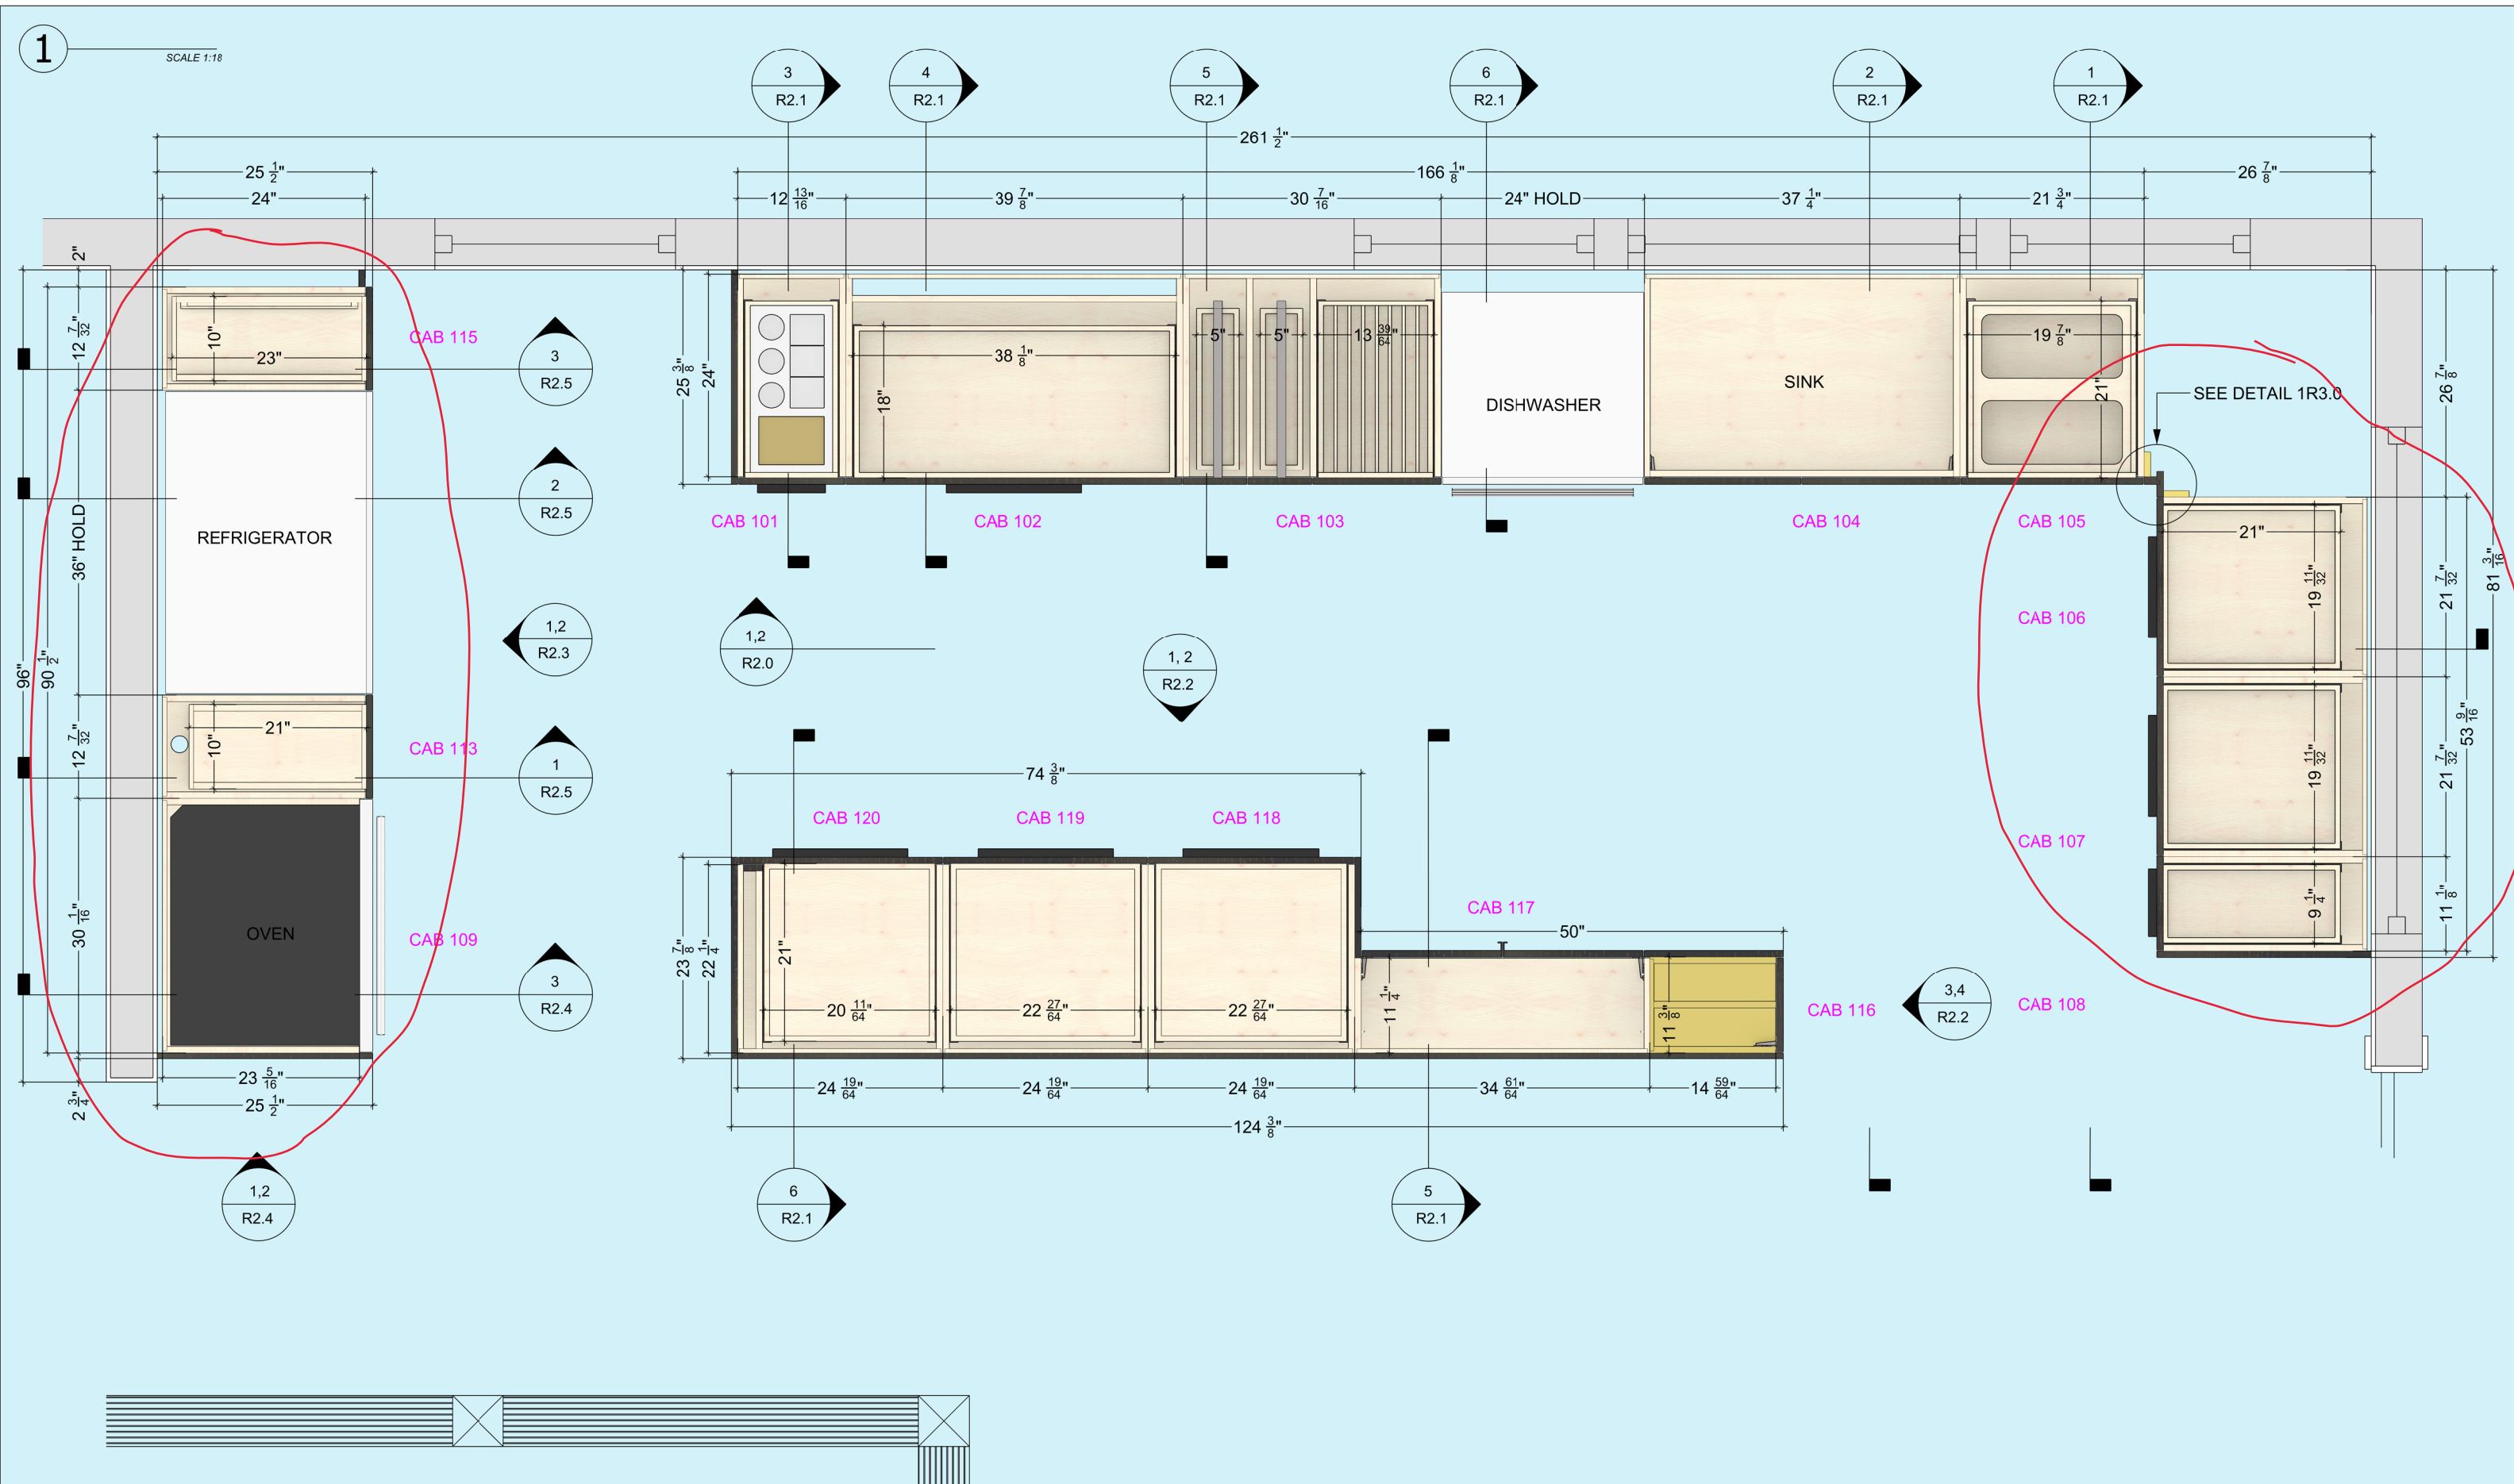 1
SCALE 1:18
3
R2.1
4
R2.1
5
R2.1
6
R2.1
2
R2.1
1
R2.1
261 1/2"
25 1/2"
166 1/8"
26 7/8"
24"
12 13/16"
39 7/8"
30 7/16"
24" HOLD
37 1/4"
21 3/4"
2"
12 7/32"
10"
23"
CAB 115
3
R2.5
25 3/8"
24"
18"
38 1/8"
5"
5"
13 39/64"
DISHWASHER
SINK
19 7/8"
21"
SEE DETAIL 1R3.0
26 7/8"
2
R2.5
36" HOLD
REFRIGERATOR
CAB 101
CAB 102
CAB 103
CAB 104
CAB 105
21"
19 11/32"
21 7/32"
81 3/16"
CAB 106
1,2
R2.3
1,2
R2.0
1, 2
R2.2
96"
90 1/2"
12 7/32"
21"
10"
CAB 113
1
R2.5
19 11/32"
21 7/32"
53 9/16"
74 3/8"
CAB 120
CAB 119
CAB 118
CAB 107
9 1/4"
11 1/8"
30 1/16"
OVEN
CAB 109
3
R2.4
23 7/8"
22 1/4"
21"
20 11/64"
22 27/64"
22 27/64"
CAB 117
50"
11 1/4"
11 3/8"
CAB 116
3,4
R2.2
CAB 108
2 3/4"
23 5/16"
25 1/2"
24 19/64"
24 19/64"
24 19/64"
34 61/64"
14 59/64"
124 3/8"
1,2
R2.4
6
R2.1
5
R2.1